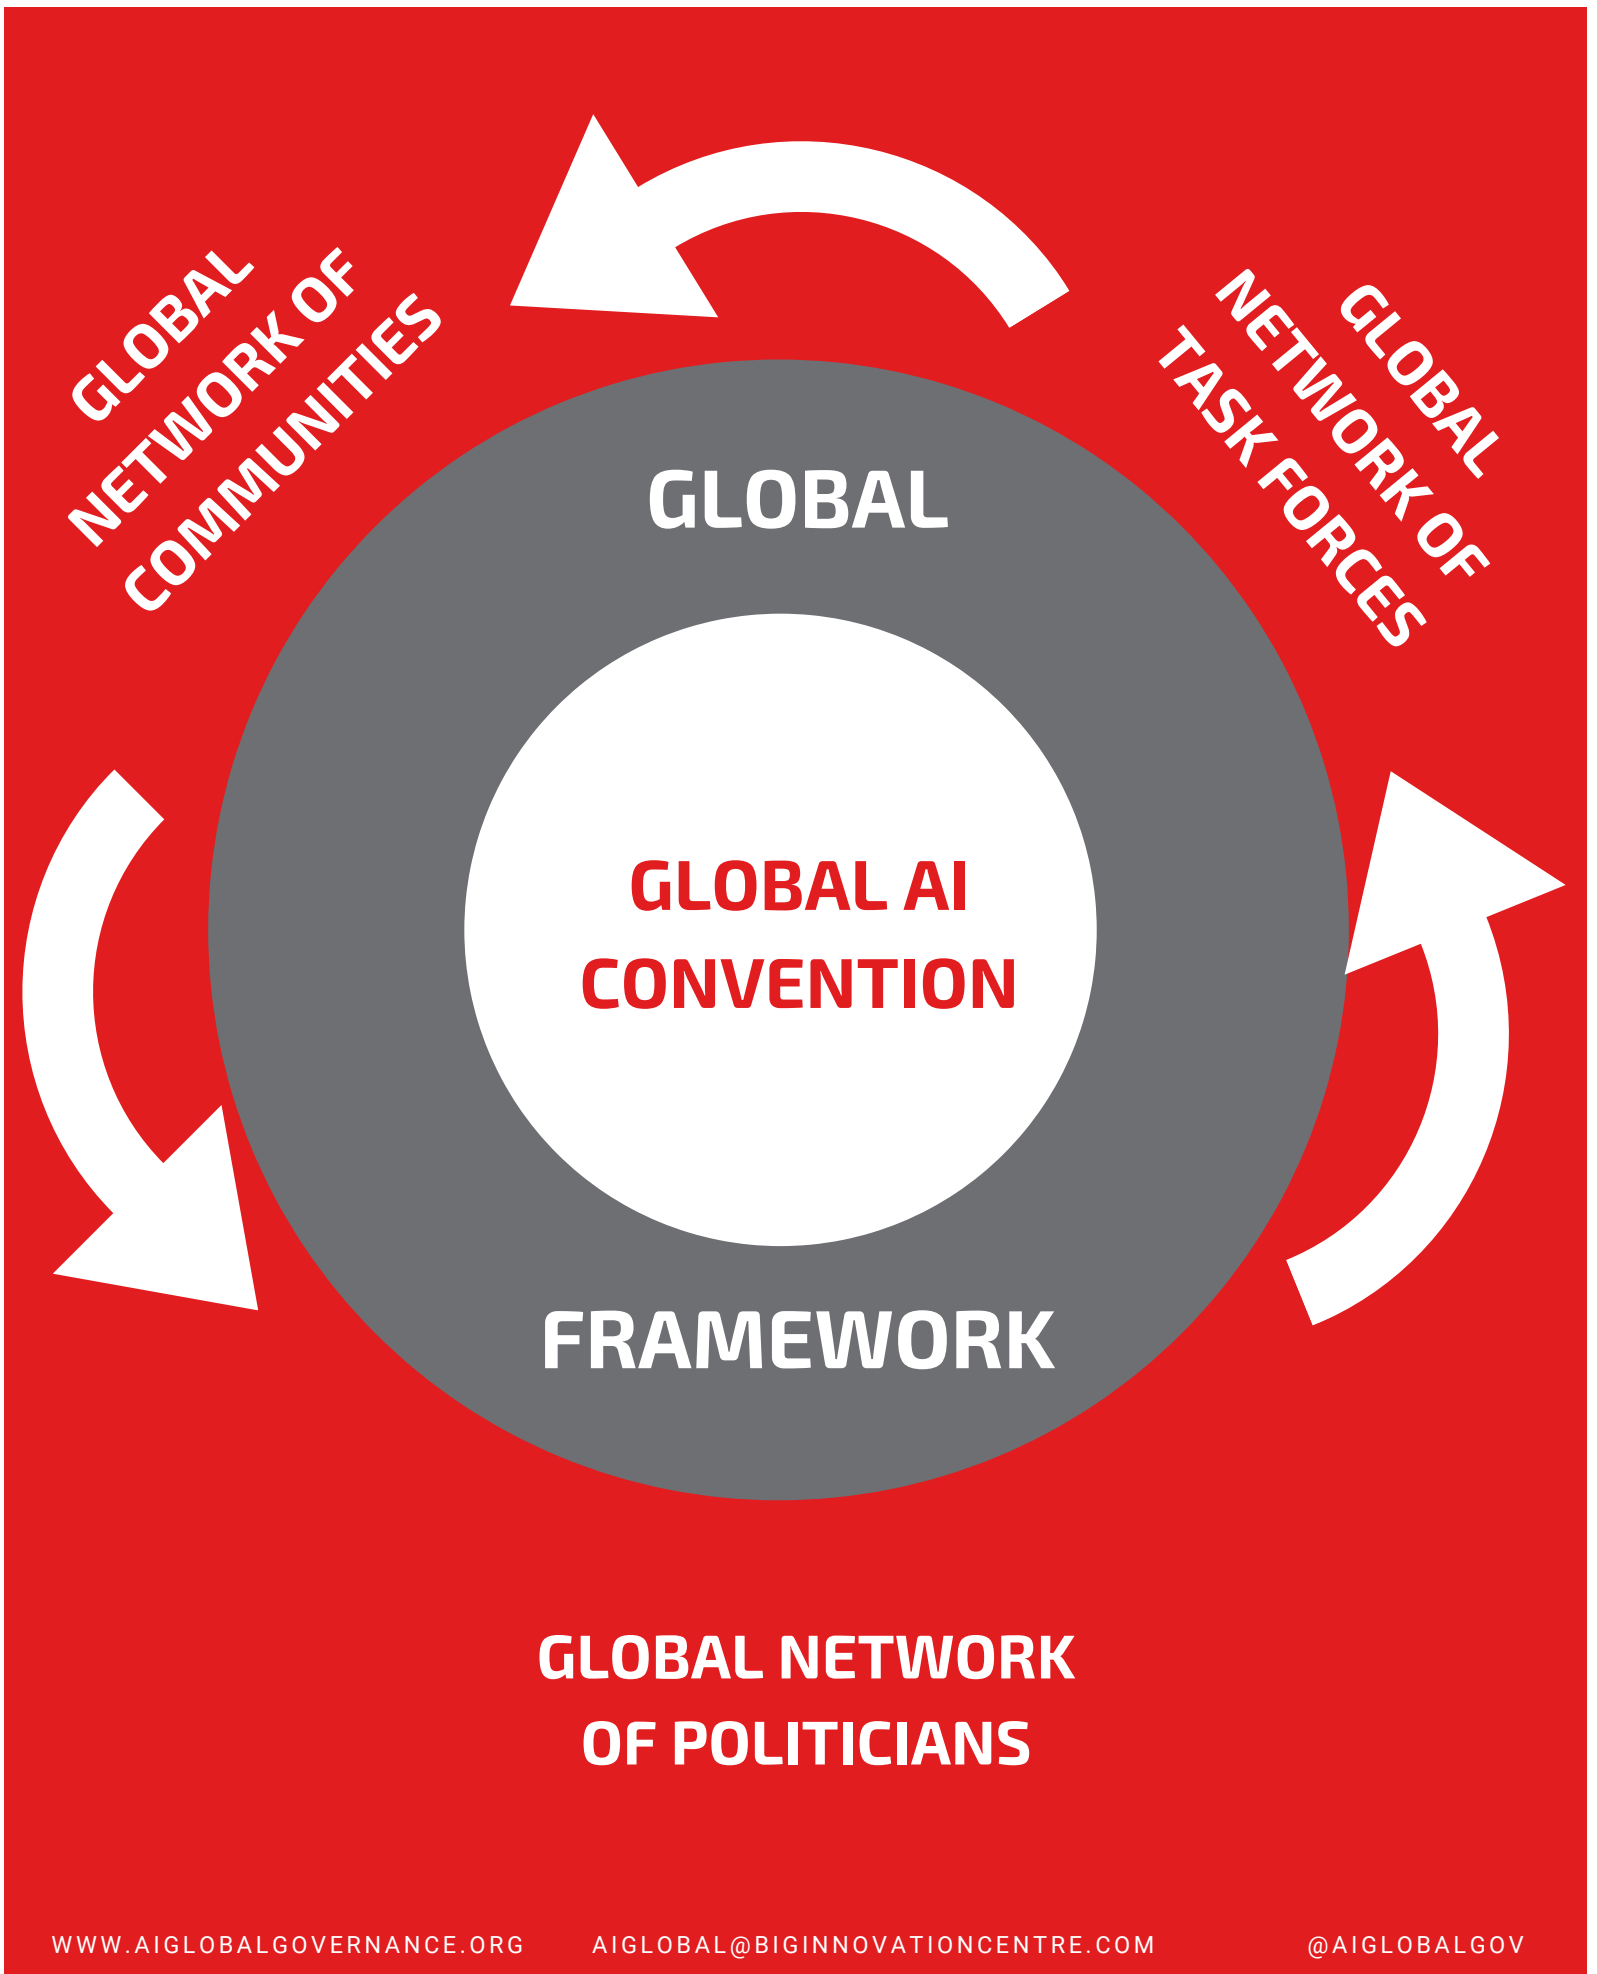 GLOBAL
NETWORK OF
COMMUNITIES
GLOBAL
NETWORK OF
TASK FORCES
GLOBAL
GLOBAL AI
CONVENTION
FRAMEWORK
GLOBAL NETWORK
OF POLITICIANS
WWW.AIGLOBALGOVERNANCE.ORG
AIGLOBAL@BIGINNOVATIONCENTRE.COM
@AIGLOBALGOV